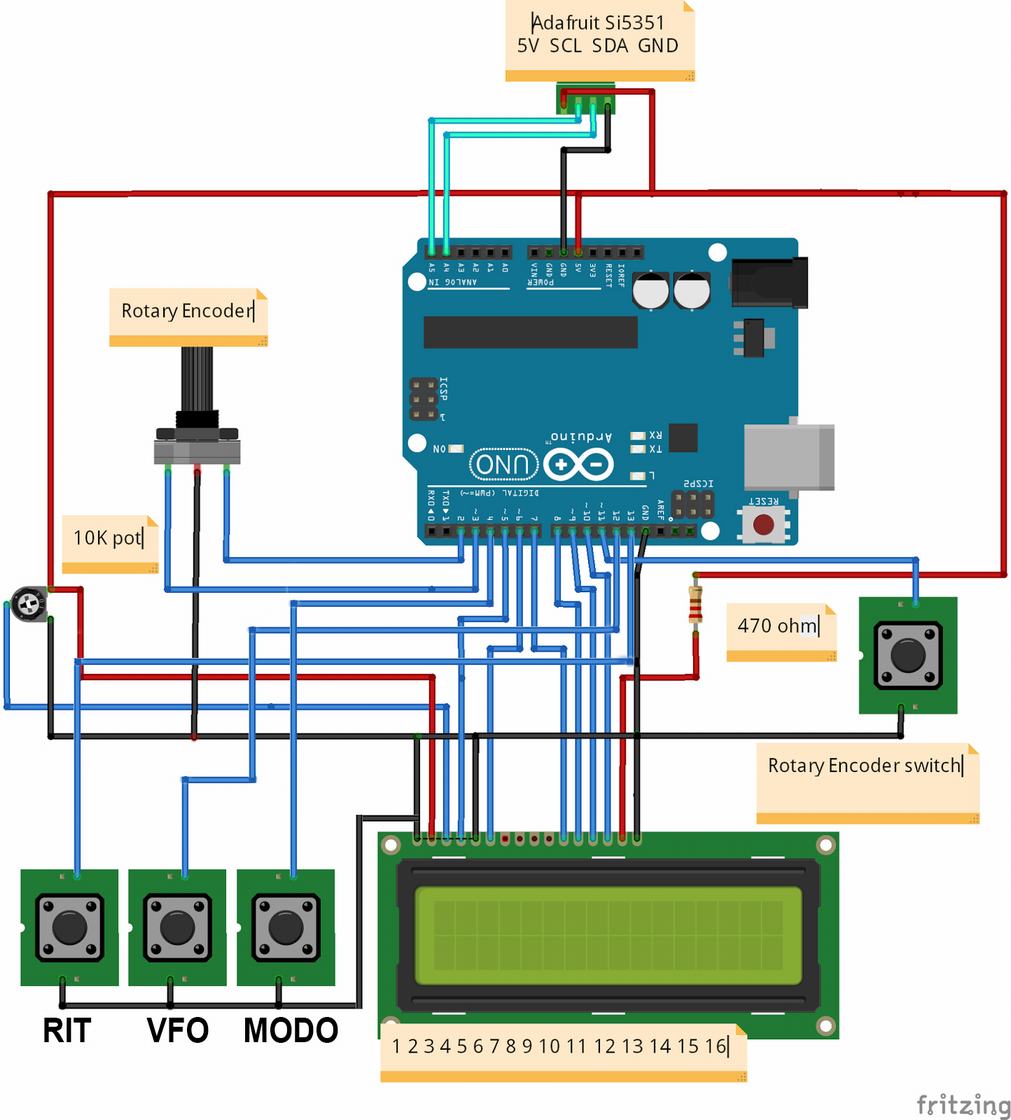 Adafruit Si5351
5V SCL SDA GND
A5 A4 A3 A2 A1 A0
ANALOG IN
VIN GND GND 5V 3V3 RESET IOREF
POWER
Rotary Encoder
ICSP
1
Arduino
TM
UNO
ON
RX
TX
L
ICSP2
RESET
DIGITAL (PWM=~)
RXD◄0 TXD►1 2 ~3 4 ~5 ~6 7 8 ~9 ~10 ~11 12 13 GND AREF
10K pot
470 ohm
Rotary Encoder switch
RIT VFO MODO
1 2 3 4 5 6 7 8 9 10 11 12 13 14 15 16
fritzing